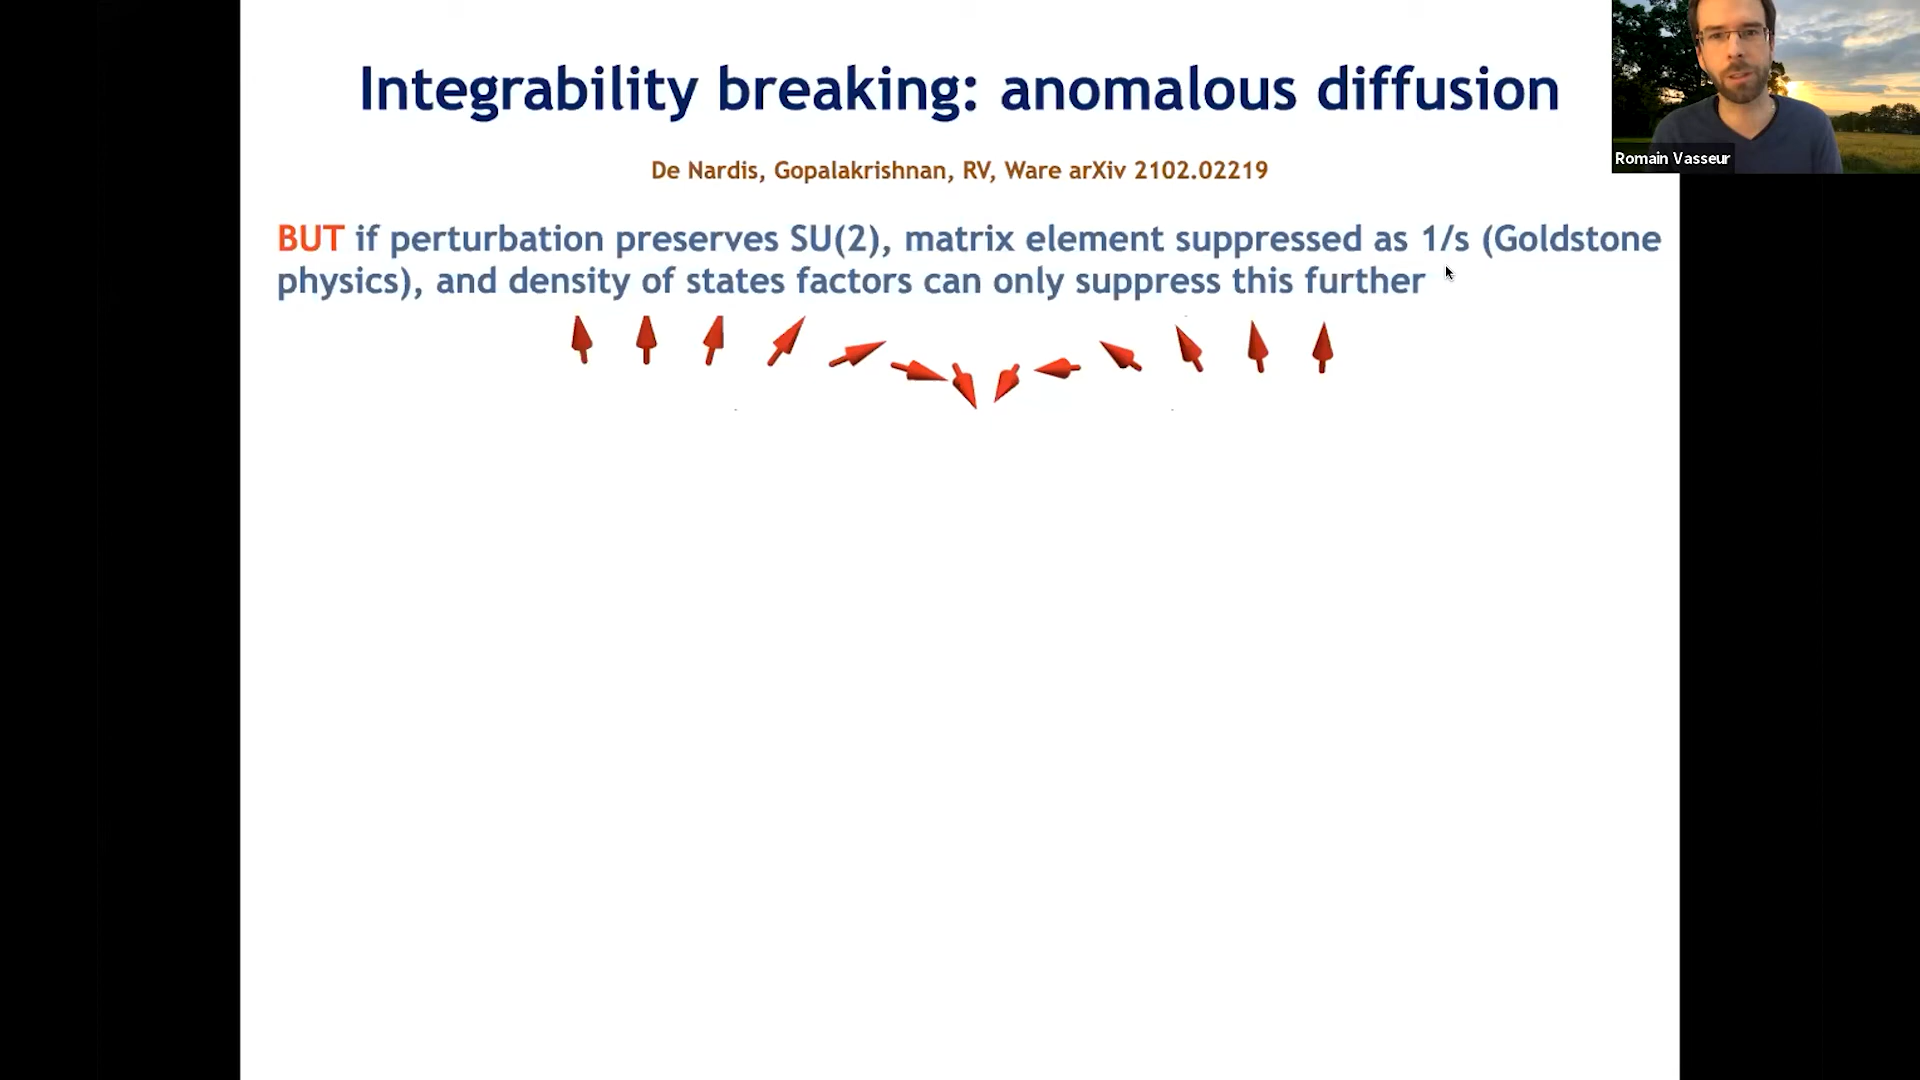 Integrability breaking: anomalous diffusion
Romain Vasseur
De Nardis, Gopalakrishnan, RV, Ware arXiv 2102.02219
BUT if perturbation preserves SU(2), matrix element suppressed as 1/s (Goldstone
physics), and density of states factors can only suppress this further